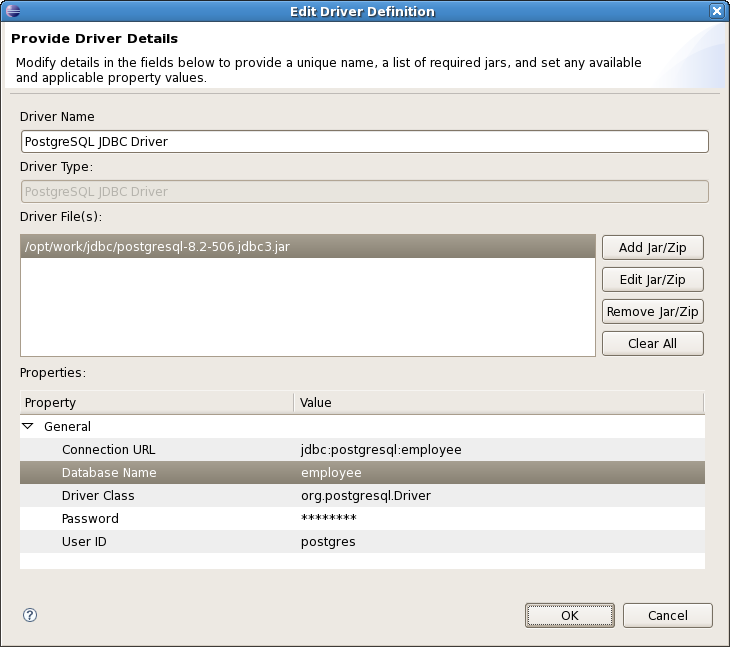 Edit Driver Definition
Provide Driver Details
Modify details in the fields below to provide a unique name, a list of required jars, and set any available
and applicable property values.
Driver Name
PostgreSQL JDBC Driver
Driver Type:
PostgreSQL JDBC Driver
Driver File(s):
/opt/work/jdbc/postgresql-8.2-506.jdbc3.jar
Add Jar/Zip
Edit Jar/Zip
Remove Jar/Zip
Clear All
Properties:
Property Value
General
Connection URL jdbc:postgresql:employee
Database Name employee
Driver Class org.postgresql.Driver
Password ********
User ID postgres
? OK Cancel